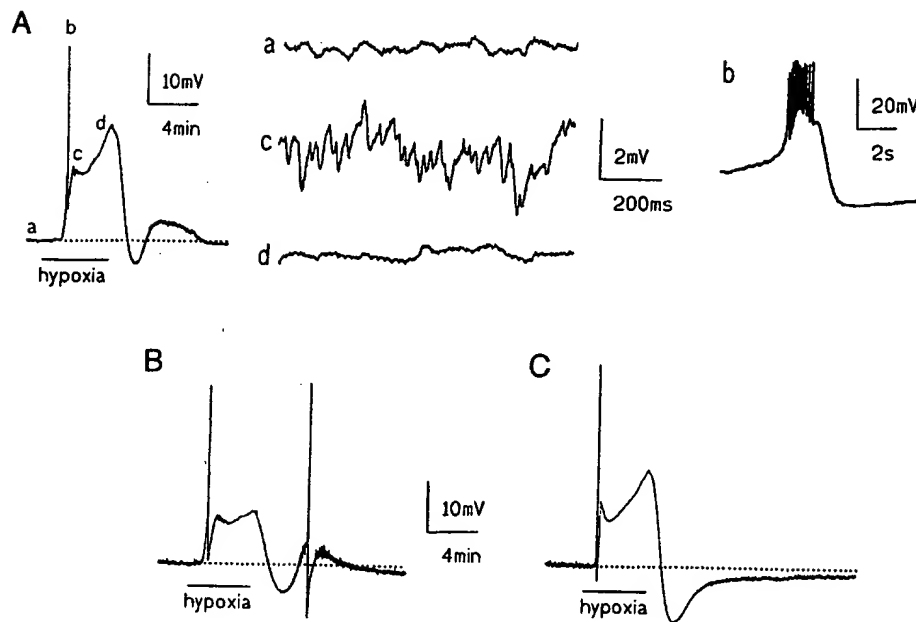 A
b
10mV
4min
d
c
a
hypoxia
a
c
d
2mV
200ms
b
20mV
2s
B
hypoxia
10mV
4min
C
hypoxia